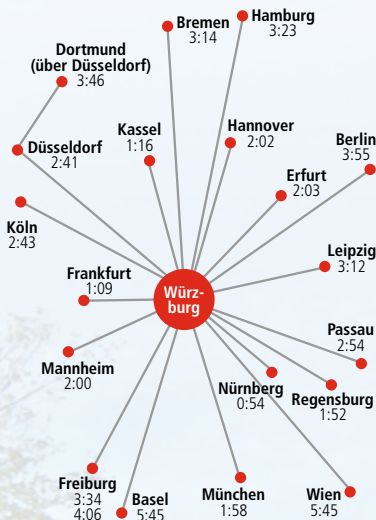 Bremen
3:14
Hamburg
3:23
Dortmund
(über Düsseldorf)
3:46
Kassel
1:16
Hannover
2:02
Berlin
3:55
Düsseldorf
2:41
Erfurt
2:03
Köln
2:43
Leipzig
3:12
Frankfurt
1:09
Würz-
burg
Passau
2:54
Mannheim
2:00
Nürnberg
0:54
Regensburg
1:52
Freiburg
3:34
4:06
Basel
5:45
München
1:58
Wien
5:45